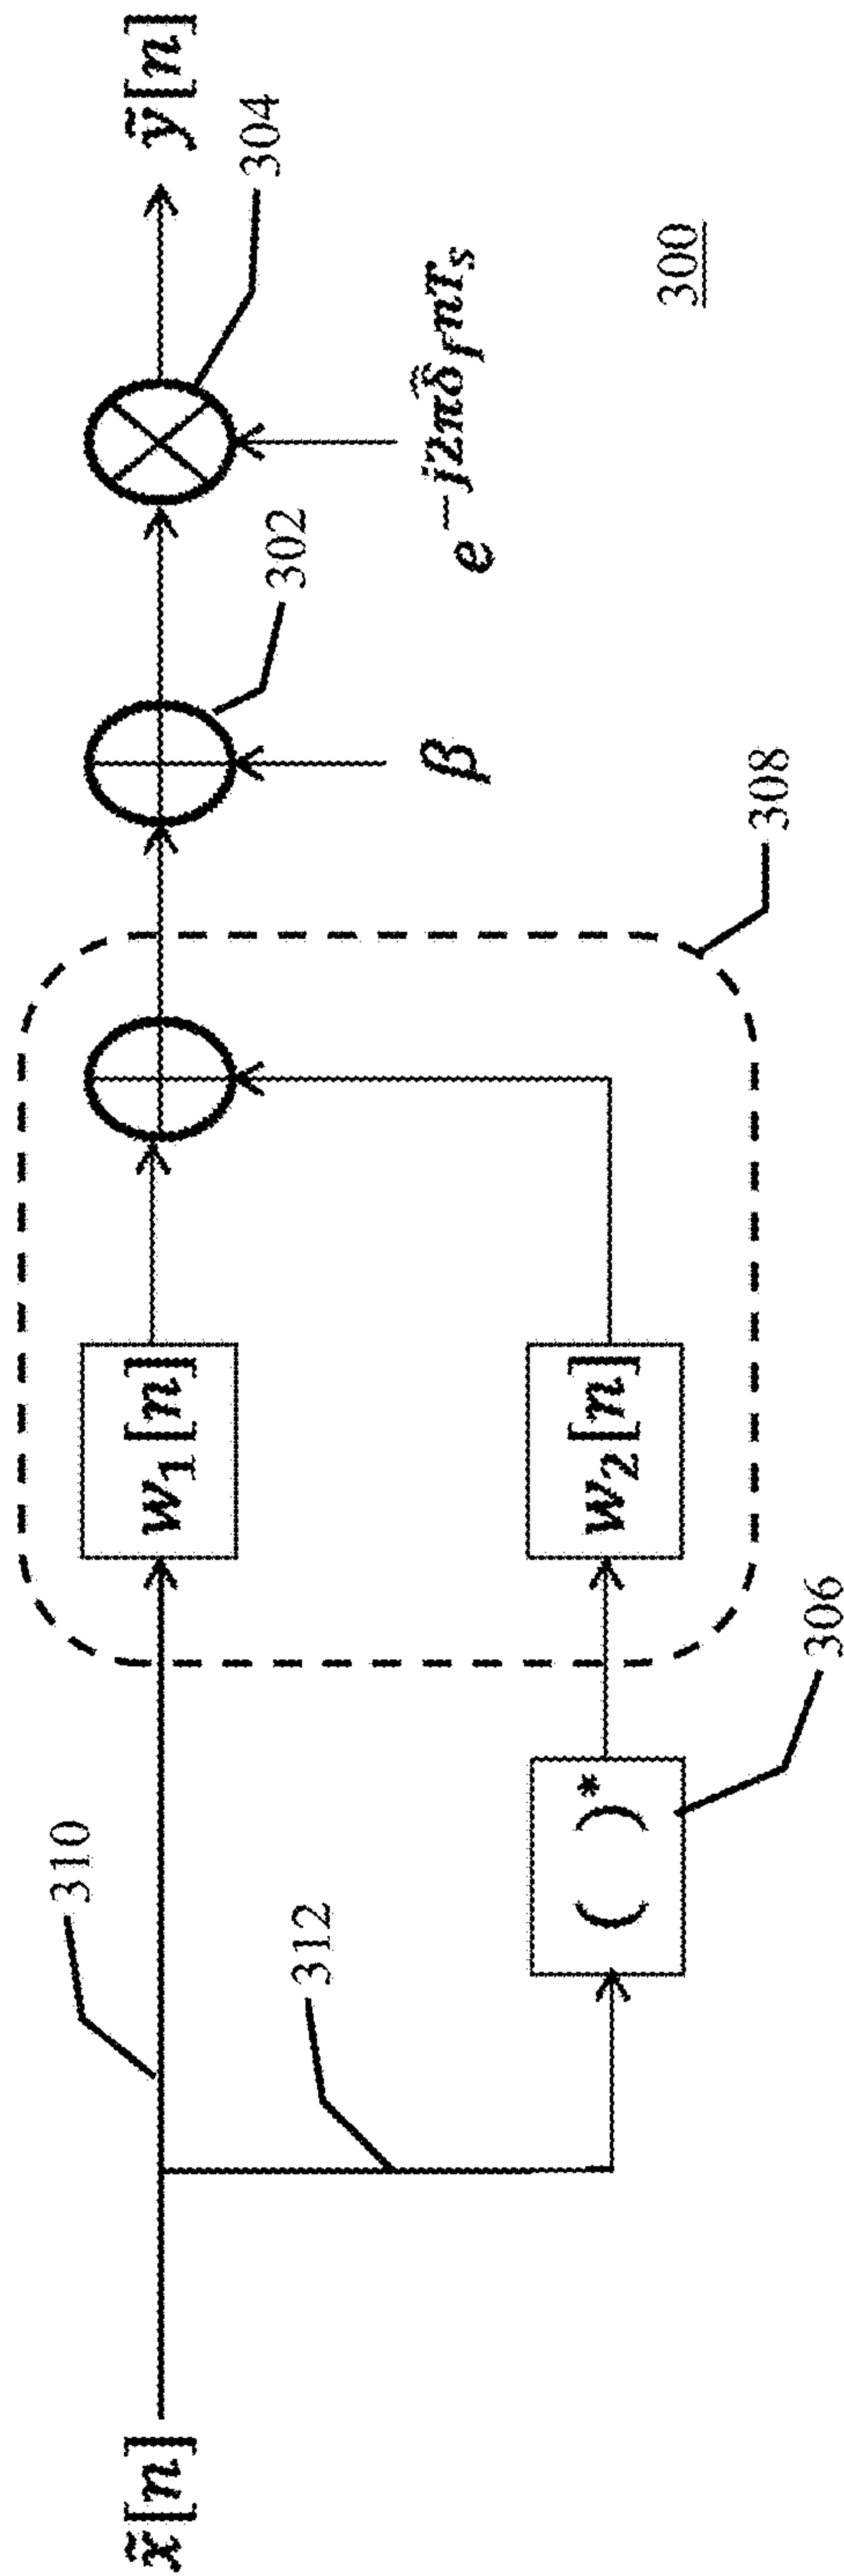 x̃[n]
310
312
( )*
306
w₁[n]
w₂[n]
308
β
302
e^{-j2πδ̂_f nT_s}
304
ỹ[n]
300